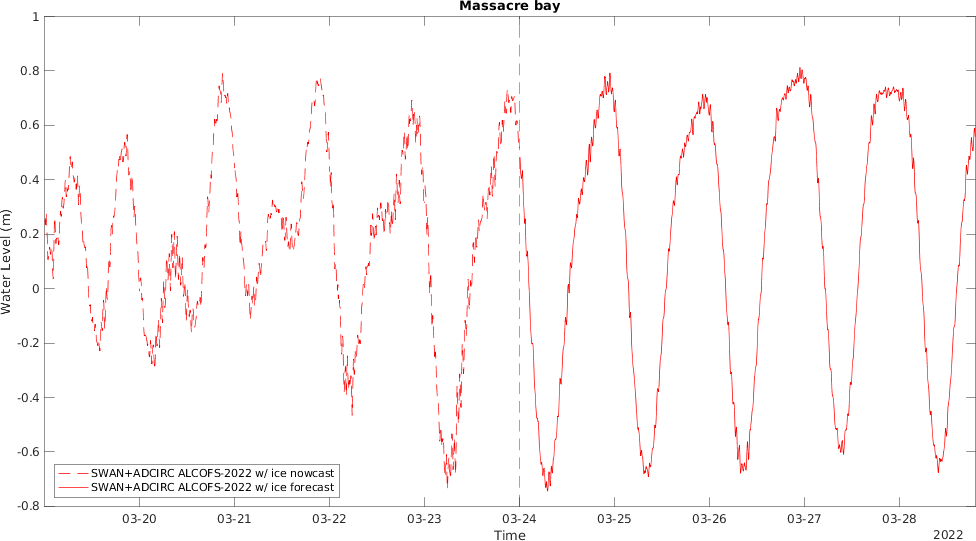 Massacre bay
1
0.8
0.6
0.4
0.2
0
-0.2
-0.4
-0.6
-0.8
Water Level (m)
SWAN+ADCIRC ALCOFS-2022 w/ ice nowcast
SWAN+ADCIRC ALCOFS-2022 w/ ice forecast
03-20 03-21 03-22 03-23 03-24 03-25 03-26 03-27 03-28
Time
2022